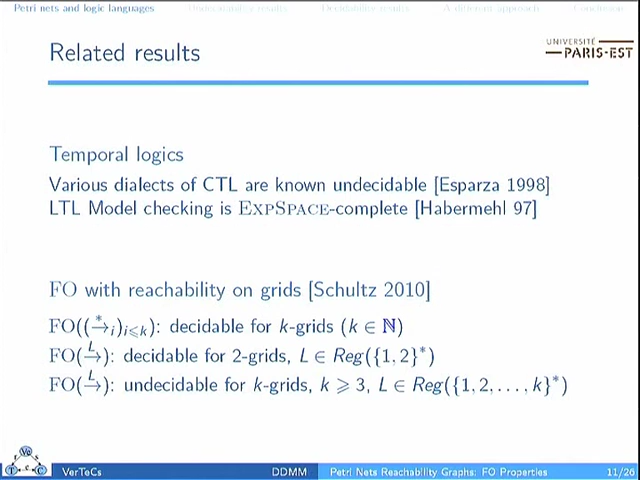 Petri nets and logic languages Undecidability results Decidability results A different approach Conclusion
Related results
UNIVERSITÉ
PARIS-EST
Temporal logics
Various dialects of CTL are known undecidable [Esparza 1998]
LTL Model checking is EXPSPACE-complete [Habermehl 97]
FO with reachability on grids [Schultz 2010]
FO((→*ᵢ)ᵢ⩽ₖ): decidable for k-grids (k ∈ ℕ)
FO(→ᴸ): decidable for 2-grids, L ∈ Reg({1, 2}*)
FO(→ᴸ): undecidable for k-grids, k ⩾ 3, L ∈ Reg({1, 2, . . . , k}*)
VerTeCs DDMM Petri Nets Reachability Graphs: FO Properties 11/26